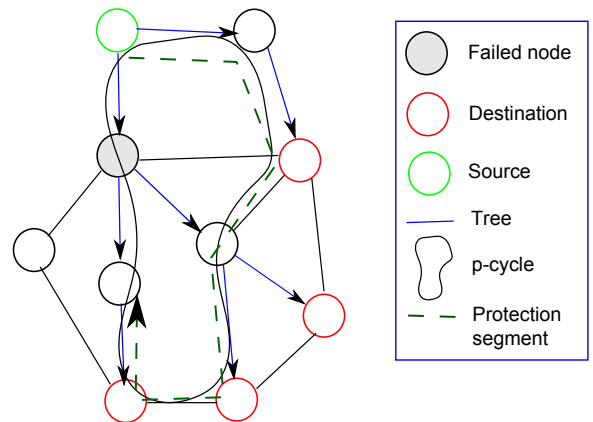 Failed node
Destination
Source
Tree
p-cycle
Protection
segment